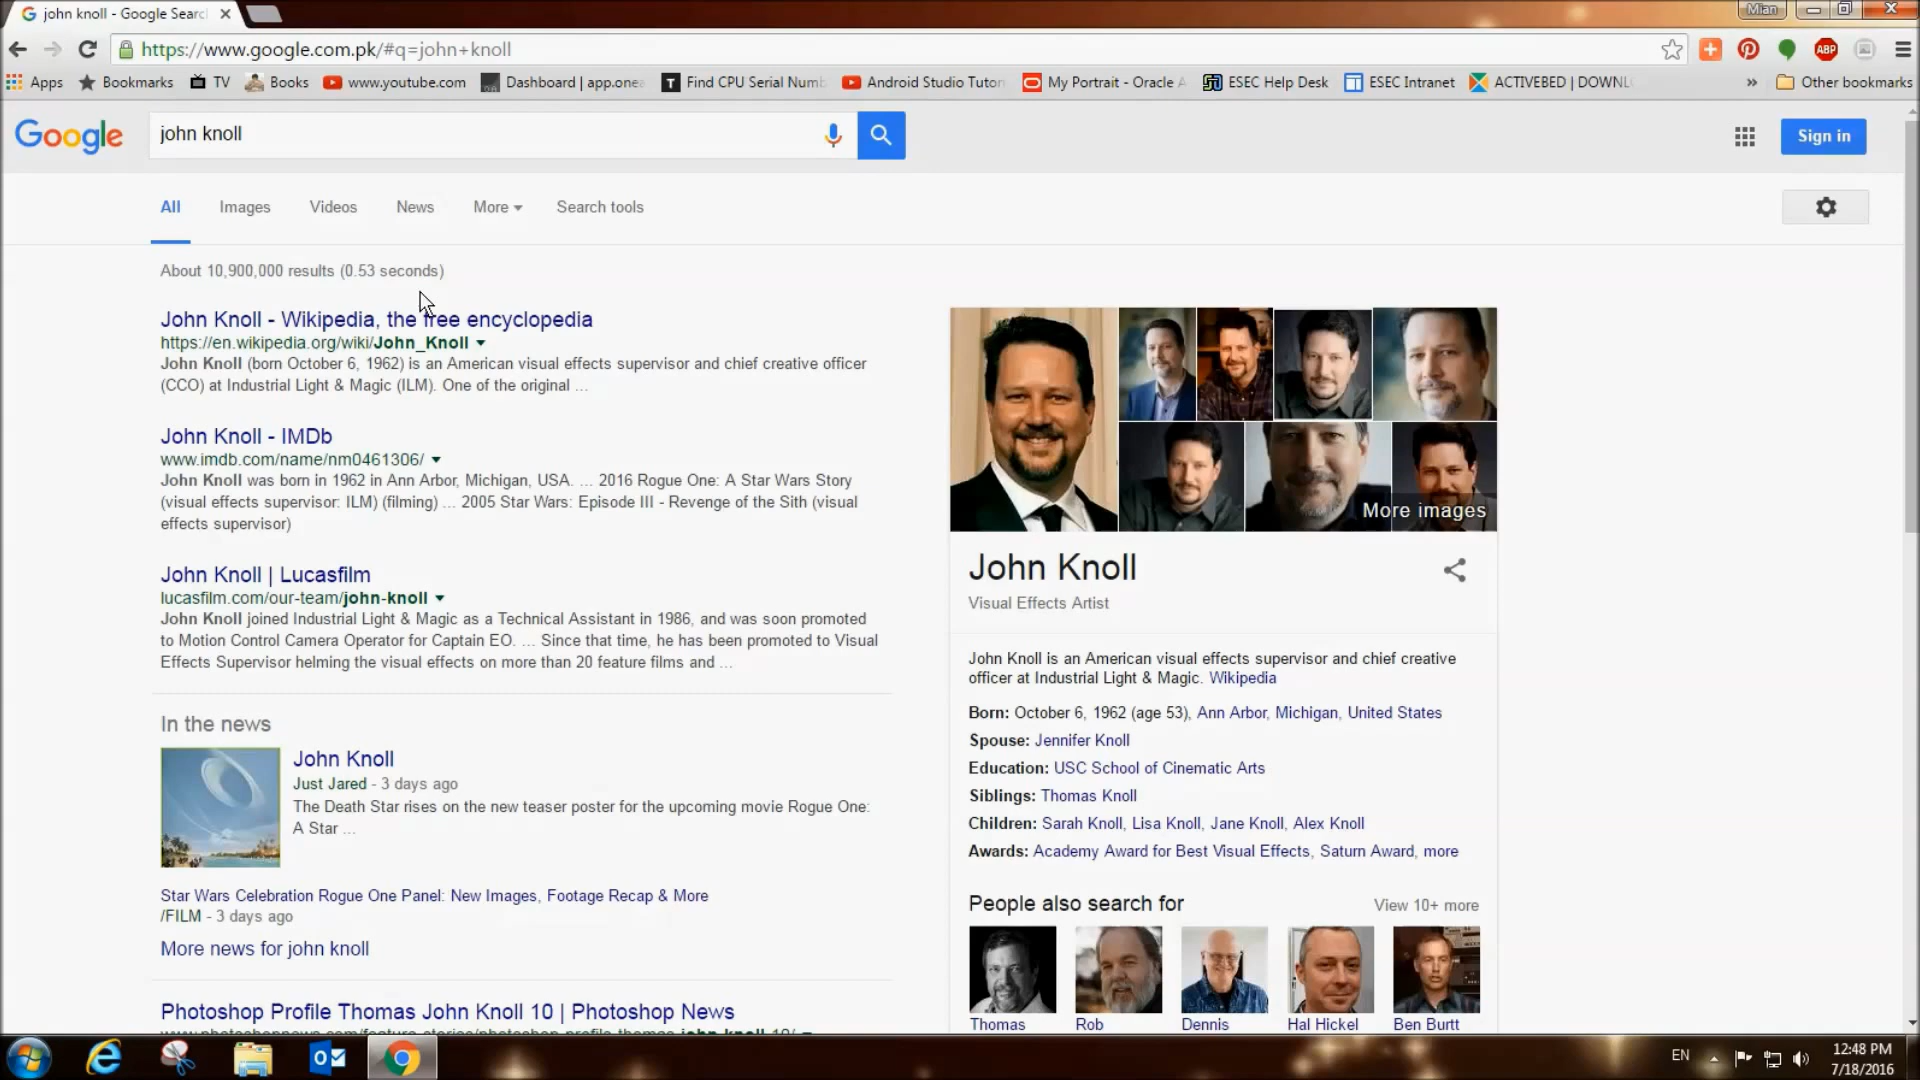 john knoll - Google Searc
Mian
https://www.google.com.pk/#q=john+knoll
ABP
Apps
Bookmarks
TV
Books
www.youtube.com
Dashboard | app.onea
Find CPU Serial Numb
Android Studio Tutor
My Portrait - Oracle A
ESEC Help Desk
ESEC Intranet
ACTIVEBED | DOWNL
»
Other bookmarks
Google
john knoll
Sign in
All
Images
Videos
News
More
Search tools
About 10,900,000 results (0.53 seconds)
John Knoll - Wikipedia, the free encyclopedia
https://en.wikipedia.org/wiki/John_Knoll
John Knoll (born October 6, 1962) is an American visual effects supervisor and chief creative officer
(CCO) at Industrial Light & Magic (ILM). One of the original ...
John Knoll - IMDb
www.imdb.com/name/nm0461306/
John Knoll was born in 1962 in Ann Arbor, Michigan, USA. ... 2016 Rogue One: A Star Wars Story
(visual effects supervisor: ILM) (filming) ... 2005 Star Wars: Episode III - Revenge of the Sith (visual
effects supervisor)
John Knoll | Lucasfilm
lucasfilm.com/our-team/john-knoll
John Knoll joined Industrial Light & Magic as a Technical Assistant in 1986, and was soon promoted
to Motion Control Camera Operator for Captain EO. ... Since that time, he has been promoted to Visual
Effects Supervisor helming the visual effects on more than 20 feature films and ...
In the news
John Knoll
Just Jared - 3 days ago
The Death Star rises on the new teaser poster for the upcoming movie Rogue One:
A Star ...
Star Wars Celebration Rogue One Panel: New Images, Footage Recap & More
/FILM - 3 days ago
More news for john knoll
Photoshop Profile Thomas John Knoll 10 | Photoshop News
www.photoshopnews.com/feature-stories/photoshop-profile-thomas-john-knoll-10/
More images
John Knoll
Visual Effects Artist
John Knoll is an American visual effects supervisor and chief creative
officer at Industrial Light & Magic. Wikipedia
Born: October 6, 1962 (age 53), Ann Arbor, Michigan, United States
Spouse: Jennifer Knoll
Education: USC School of Cinematic Arts
Siblings: Thomas Knoll
Children: Sarah Knoll, Lisa Knoll, Jane Knoll, Alex Knoll
Awards: Academy Award for Best Visual Effects, Saturn Award, more
People also search for
View 10+ more
Thomas
Rob
Dennis
Hal Hickel
Ben Burtt
EN
12:48 PM
7/18/2016